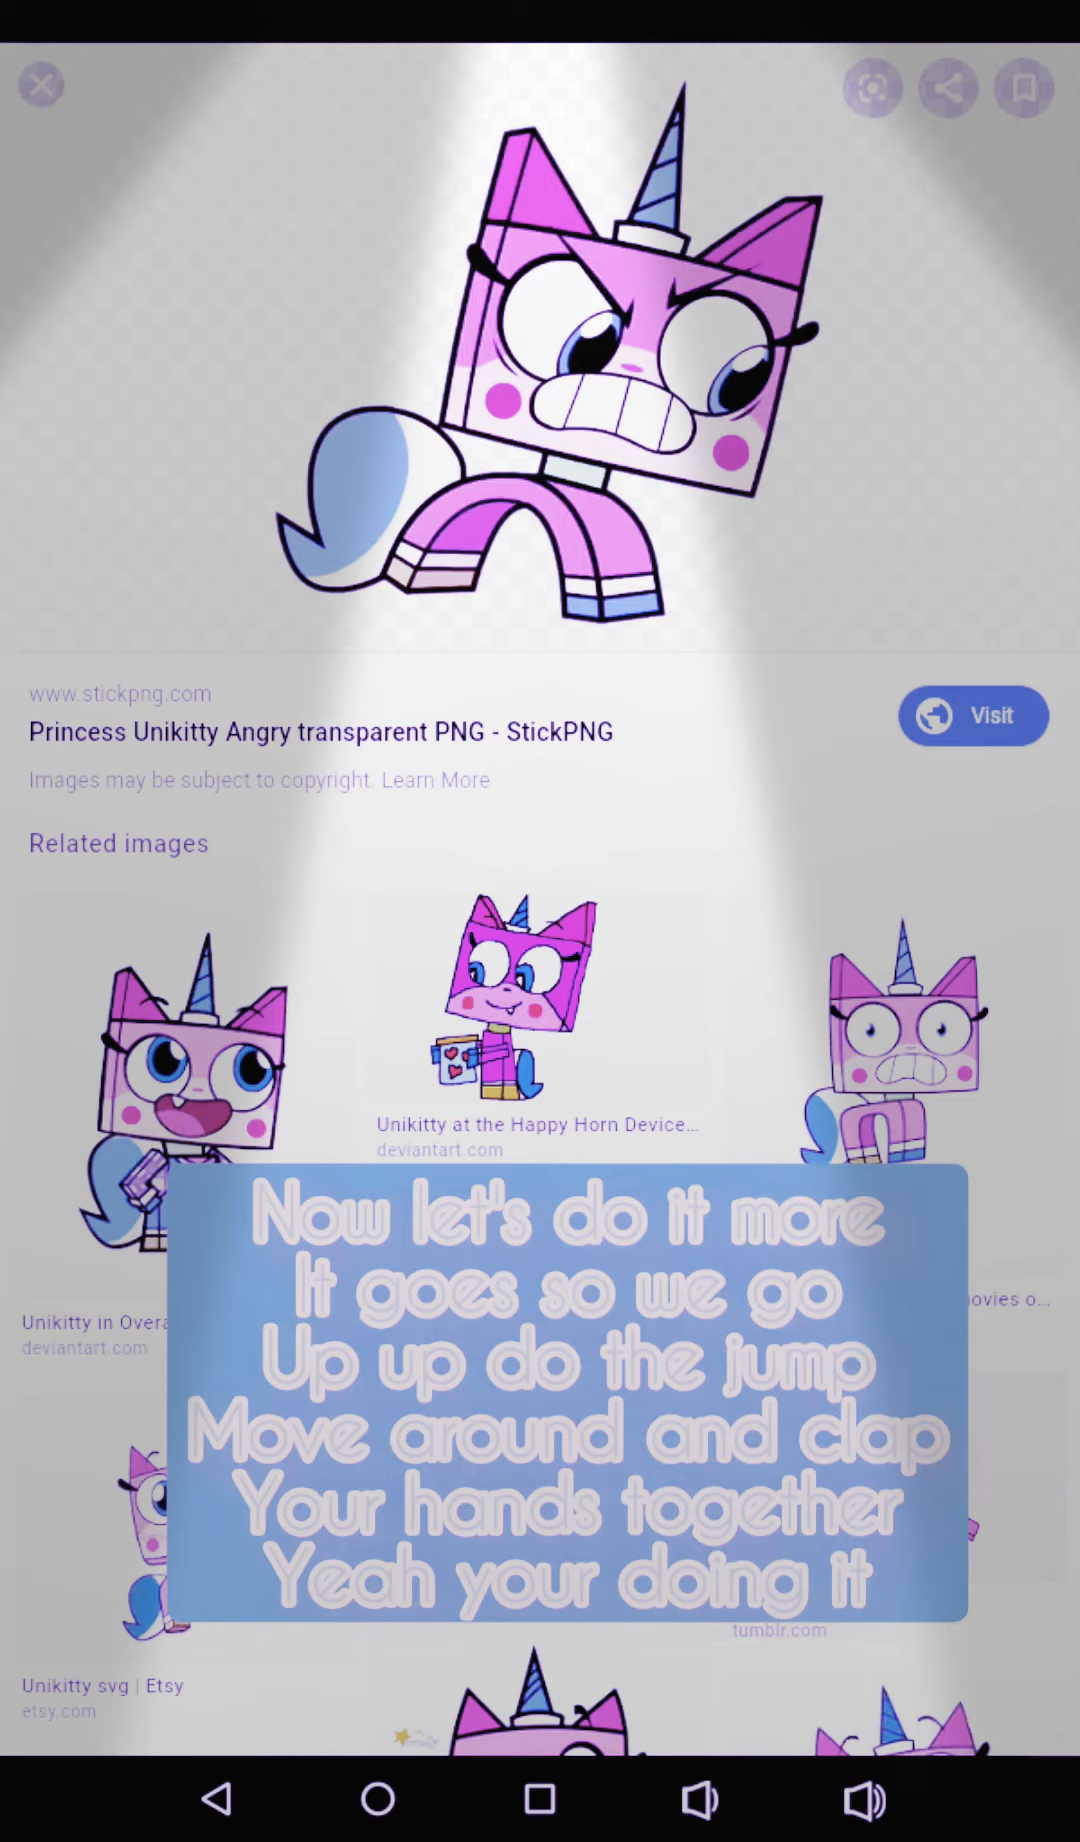 www.stickpng.com
Princess Unikitty Angry transparent PNG - StickPNG
Visit
Images may be subject to copyright. Learn More
Related images
Unikitty at the Happy Horn Device...
deviantart.com
Now let's do it more
It goes so we go
Up up do the jump
Move around and clap
Your hands together
Yeah your doing it
ovies o...
Unikitty in Overa
deviantart.com
tumblr.com
Unikitty svg | Etsy
etsy.com